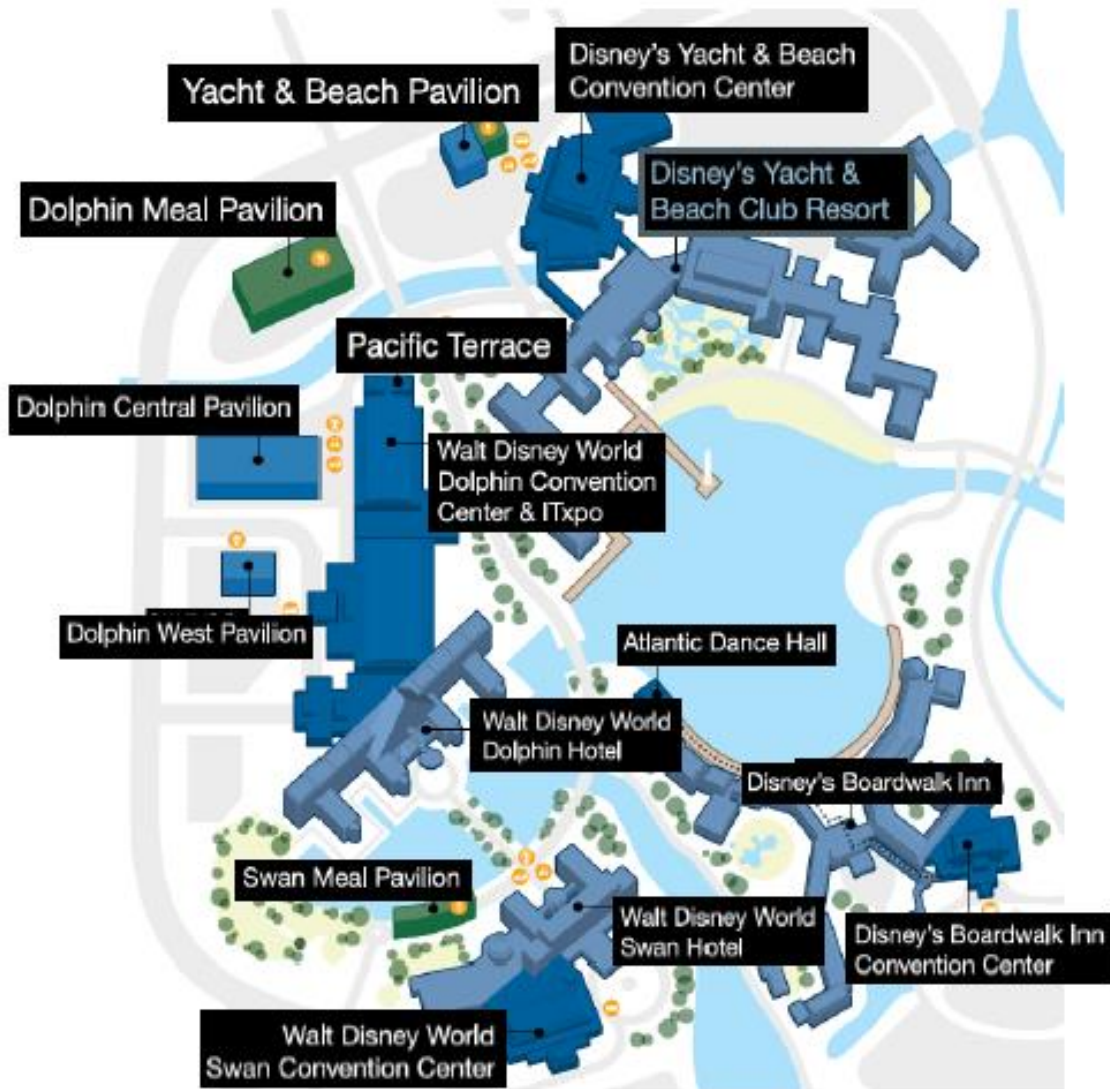 Disney's Yacht & Beach
Convention Center
Yacht & Beach Pavilion
Disney's Yacht &
Beach Club Resort
Dolphin Meal Pavilion
Pacific Terrace
Dolphin Central Pavilion
Walt Disney World
Dolphin Convention
Center & ITxpo
Dolphin West Pavilion
Atlantic Dance Hall
Walt Disney World
Dolphin Hotel
Disney's Boardwalk Inn
Swan Meal Pavilion
Walt Disney World
Swan Hotel
Disney's Boardwalk Inn
Convention Center
Walt Disney World
Swan Convention Center